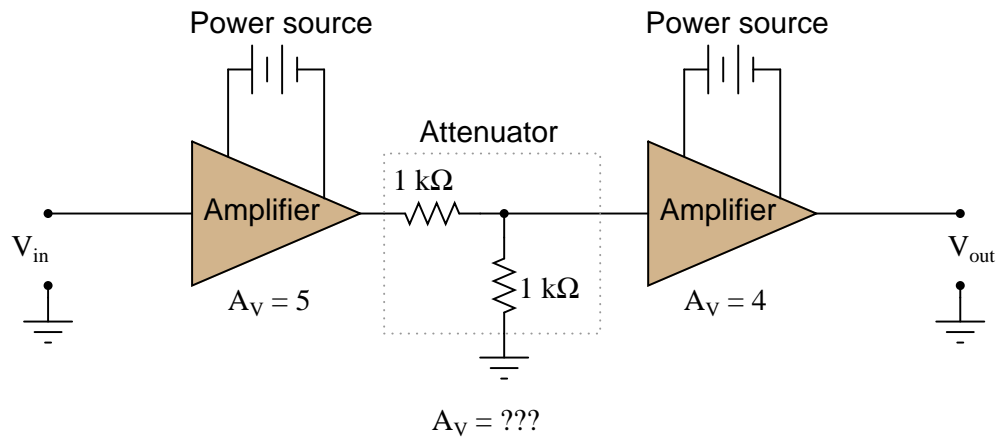 Power source
Power source
Attenuator
1 kΩ
Amplifier
Amplifier
V_in
V_out
1 kΩ
A_V = 5
A_V = 4
A_V = ???